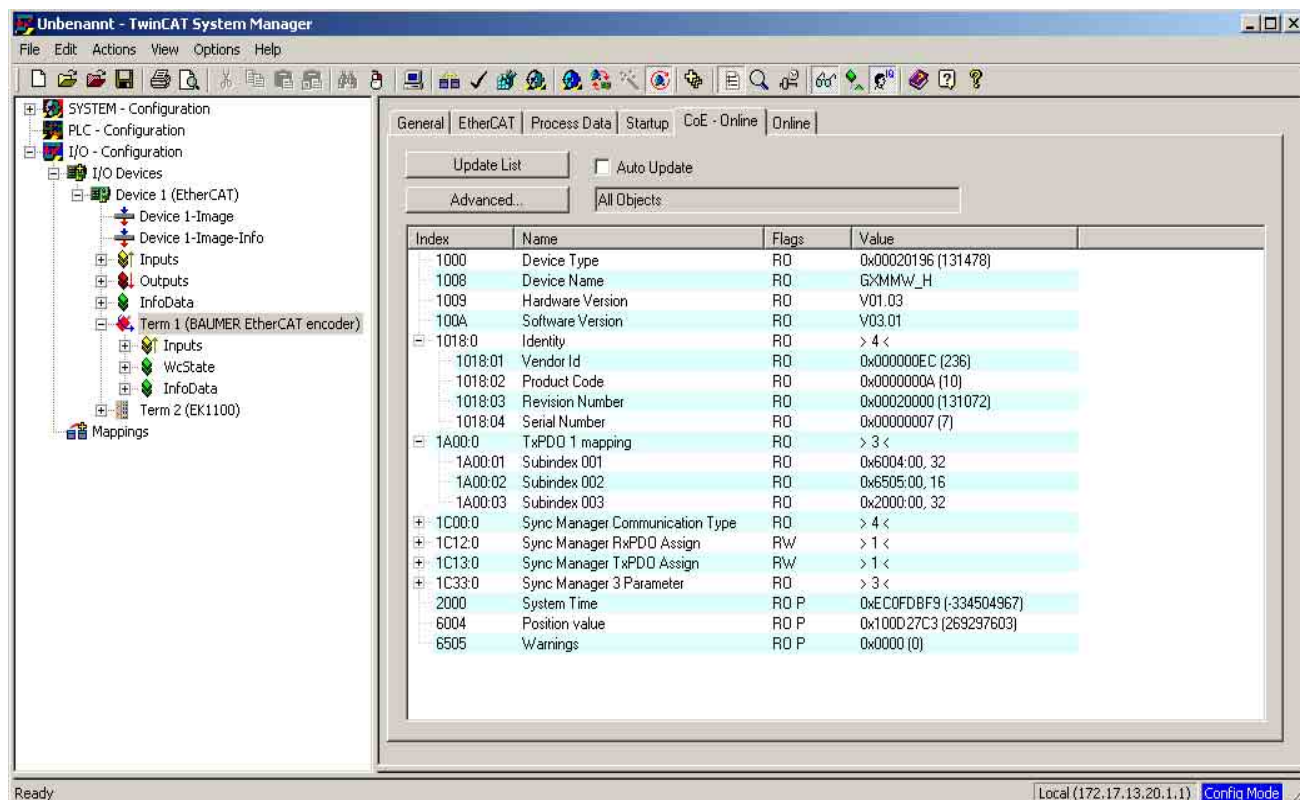 Unbenannt - TwinCAT System Manager
File Edit Actions View Options Help
SYSTEM - Configuration
PLC - Configuration
I/O - Configuration
I/O Devices
Device 1 (EtherCAT)
Device 1-Image
Device 1-Image-Info
Inputs
Outputs
InfoData
Term 1 (BAUMER EtherCAT encoder)
Inputs
WcState
InfoData
Term 2 (EK1100)
Mappings
General EtherCAT Process Data Startup CoE - Online Online
Update List Auto Update
Advanced... All Objects
Index Name Flags Value
1000 Device Type RO 0x00020196 (131478)
1008 Device Name RO GXMMW_H
1009 Hardware Version RO V01.03
100A Software Version RO V03.01
1018:0 Identity RO > 4 <
1018:01 Vendor Id RO 0x000000EC (236)
1018:02 Product Code RO 0x0000000A (10)
1018:03 Revision Number RO 0x00020000 (131072)
1018:04 Serial Number RO 0x00000007 (7)
1A00:0 TxPDO 1 mapping RO > 3 <
1A00:01 Subindex 001 RO 0x6004:00, 32
1A00:02 Subindex 002 RO 0x6505:00, 16
1A00:03 Subindex 003 RO 0x2000:00, 32
1C00:0 Sync Manager Communication Type RO > 4 <
1C12:0 Sync Manager RxPDO Assign RW > 1 <
1C13:0 Sync Manager TxPDO Assign RW > 1 <
1C33:0 Sync Manager 3 Parameter RO > 3 <
2000 System Time RO P 0xEC0FDBF9 (-334504967)
6004 Position value RO P 0x100D27C3 (269297603)
6505 Warnings RO P 0x0000 (0)
Ready Local (172.17.13.20.1.1) Config Mode